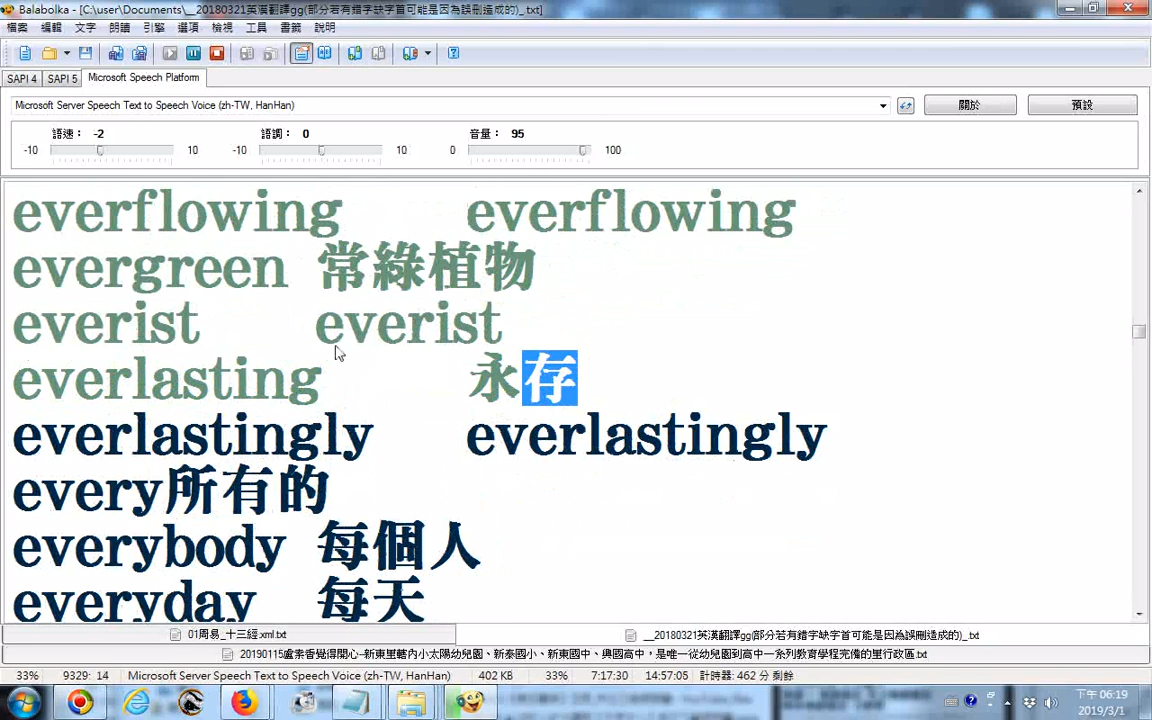 Balabolka - [C:\user\Documents\__20180321英漢翻譯gg(部分若有錯字缺字首可能是因為誤刪造成的)_.txt]
檔案 編輯 文字 朗讀 引擎 選項 檢視 工具 書籤 說明
SAPI 4 SAPI 5 Microsoft Speech Platform
Microsoft Server Speech Text to Speech Voice (zh-TW, HanHan) 關於 預設
語速： -2 語調： 0 音量： 95
-10 10 -10 10 0 100
everflowing everflowing
evergreen 常綠植物
everist everist
everlasting 永存
everlastingly everlastingly
every所有的
everybody 每個人
everyday 每天
01周易_十三經.xml.txt __20180321英漢翻譯gg(部分若有錯字缺字首可能是因為誤刪造成的)_.txt
20190115盧素香覺得開心-新東里轄內小太陽幼兒園、新泰國小、新東國中、興國高中，是唯一從幼兒園到高中一系列教育學程完備的里行政區.txt
33% 9329: 14 Microsoft Server Speech Text to Speech Voice (zh-TW, HanHan) 402 KB 33% 7:17:30 14:57:05 計時器: 462 分 剩餘
下午 06:19
2019/3/1